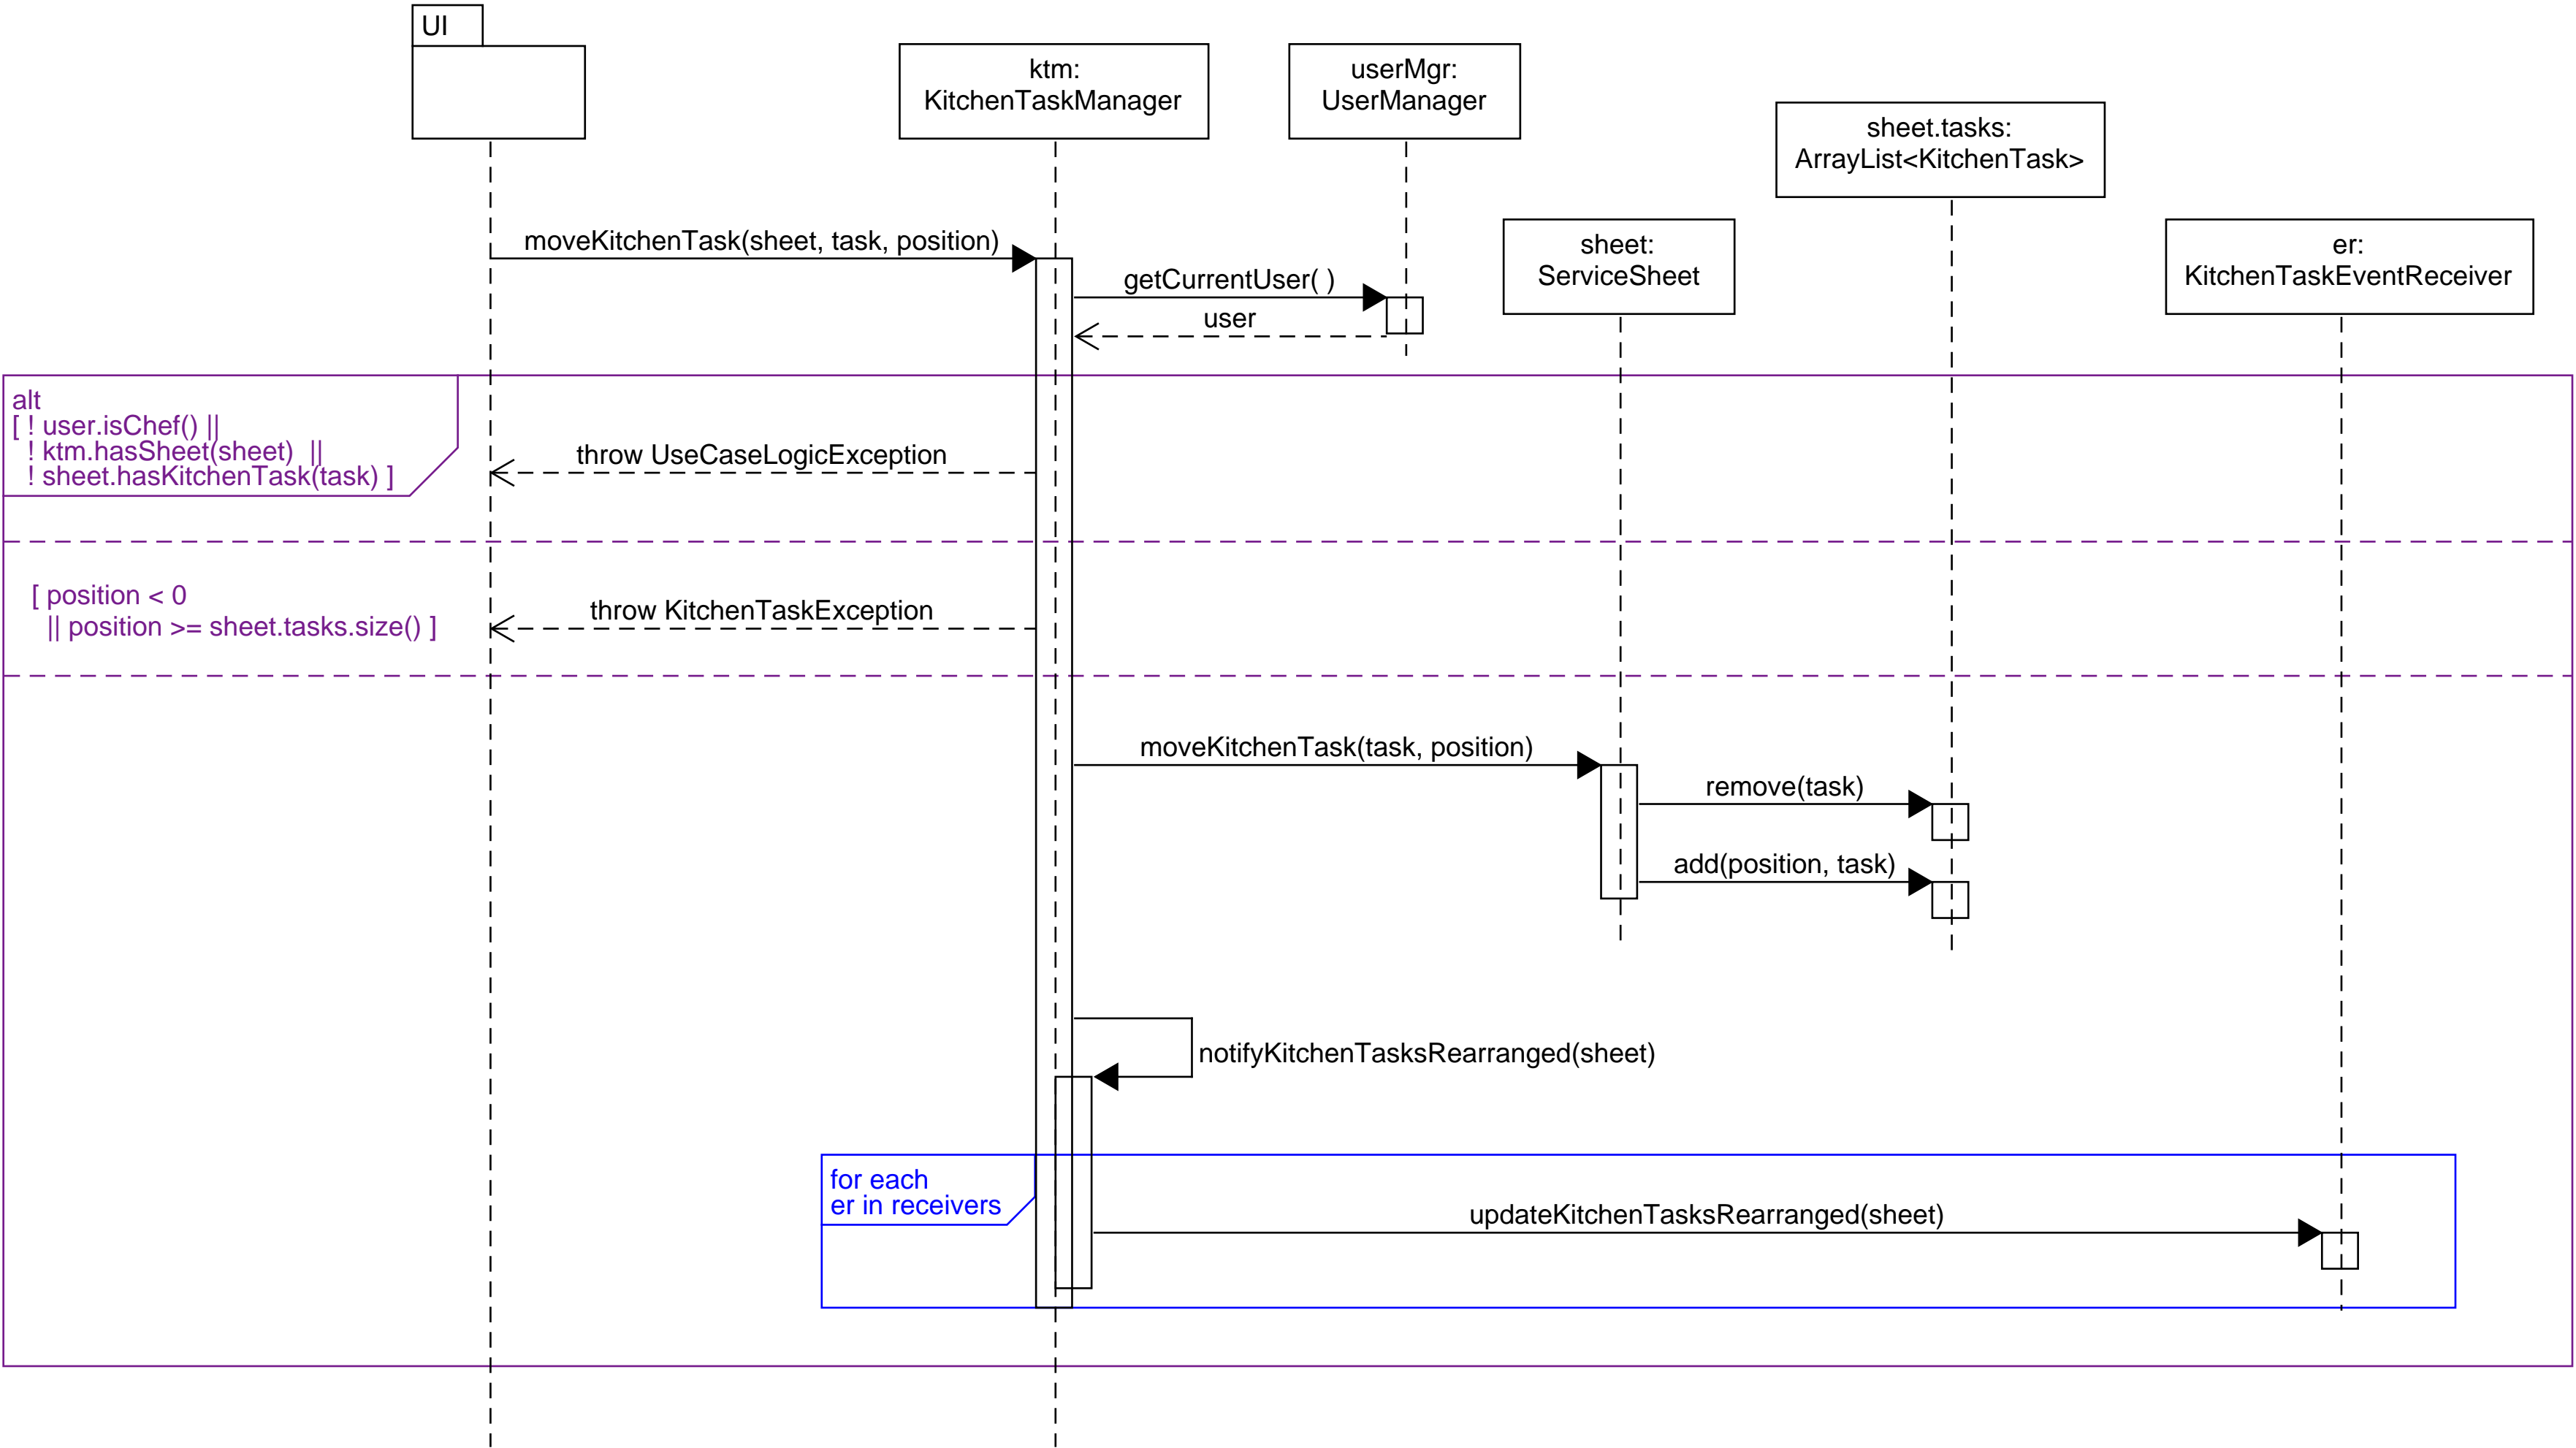 UI
ktm:
KitchenTaskManager
userMgr:
UserManager
sheet.tasks:
ArrayList<KitchenTask>
sheet:
ServiceSheet
er:
KitchenTaskEventReceiver
moveKitchenTask(sheet, task, position)
getCurrentUser( )
user
alt
[ ! user.isChef() ||
! ktm.hasSheet(sheet) ||
! sheet.hasKitchenTask(task) ]
throw UseCaseLogicException
[ position < 0
|| position >= sheet.tasks.size() ]
throw KitchenTaskException
moveKitchenTask(task, position)
remove(task)
add(position, task)
notifyKitchenTasksRearranged(sheet)
for each
er in receivers
updateKitchenTasksRearranged(sheet)